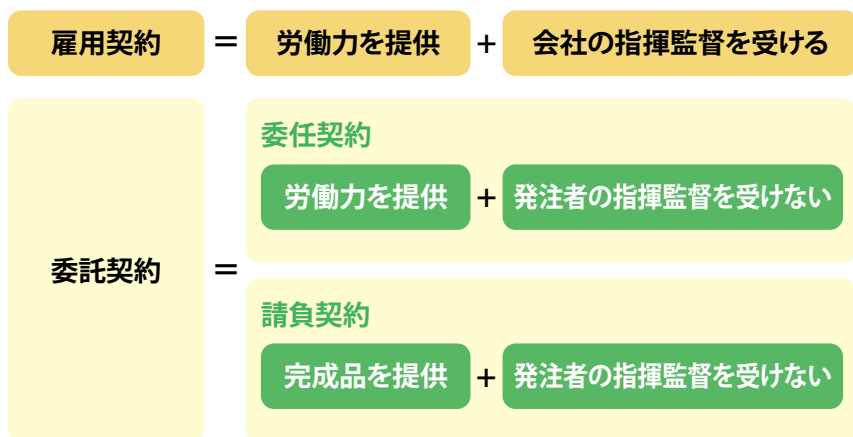 雇用契約 = 労働力を提供 + 会社の指揮監督を受ける
委任契約
労働力を提供 + 発注者の指揮監督を受けない
委託契約 =
請負契約
完成品を提供 + 発注者の指揮監督を受けない